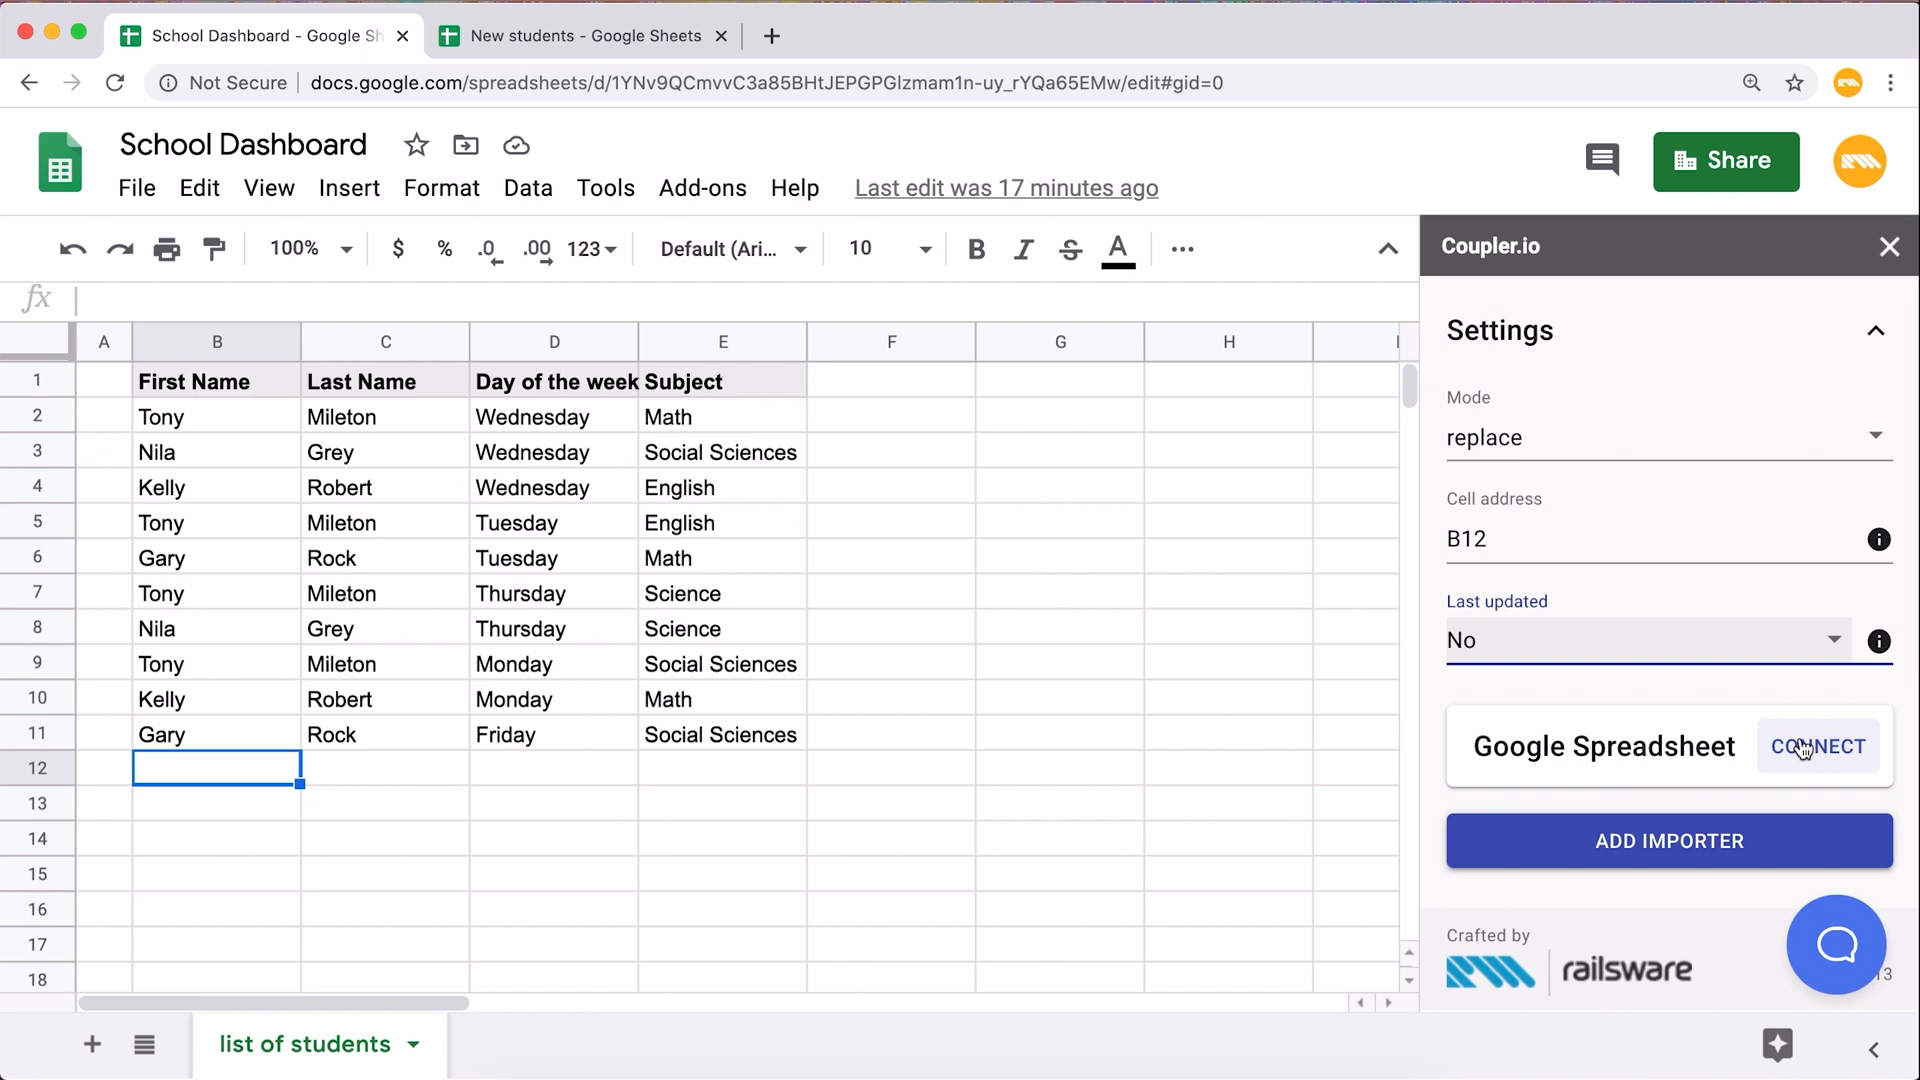 School Dashboard - Google Sh
New students - Google Sheets
Not Secure
docs.google.com/spreadsheets/d/1YNv9QCmvvC3a85BHtJEPGPGlzmam1n-uy_rYQa65EMw/edit#gid=0
School Dashboard
Share
File Edit View Insert Format Data Tools Add-ons Help Last edit was 17 minutes ago
100% $ % .0 .00 123 Default (Ari... 10 B I S A
fx
A B C D E F G H
1 First Name Last Name Day of the week Subject
2 Tony Mileton Wednesday Math
3 Nila Grey Wednesday Social Sciences
4 Kelly Robert Wednesday English
5 Tony Mileton Tuesday English
6 Gary Rock Tuesday Math
7 Tony Mileton Thursday Science
8 Nila Grey Thursday Science
9 Tony Mileton Monday Social Sciences
10 Kelly Robert Monday Math
11 Gary Rock Friday Social Sciences
12
13
14
15
16
17
18
list of students
Coupler.io
Settings
Mode
replace
Cell address
B12
Last updated
No
Google Spreadsheet CONNECT
ADD IMPORTER
Crafted by
railsware
13